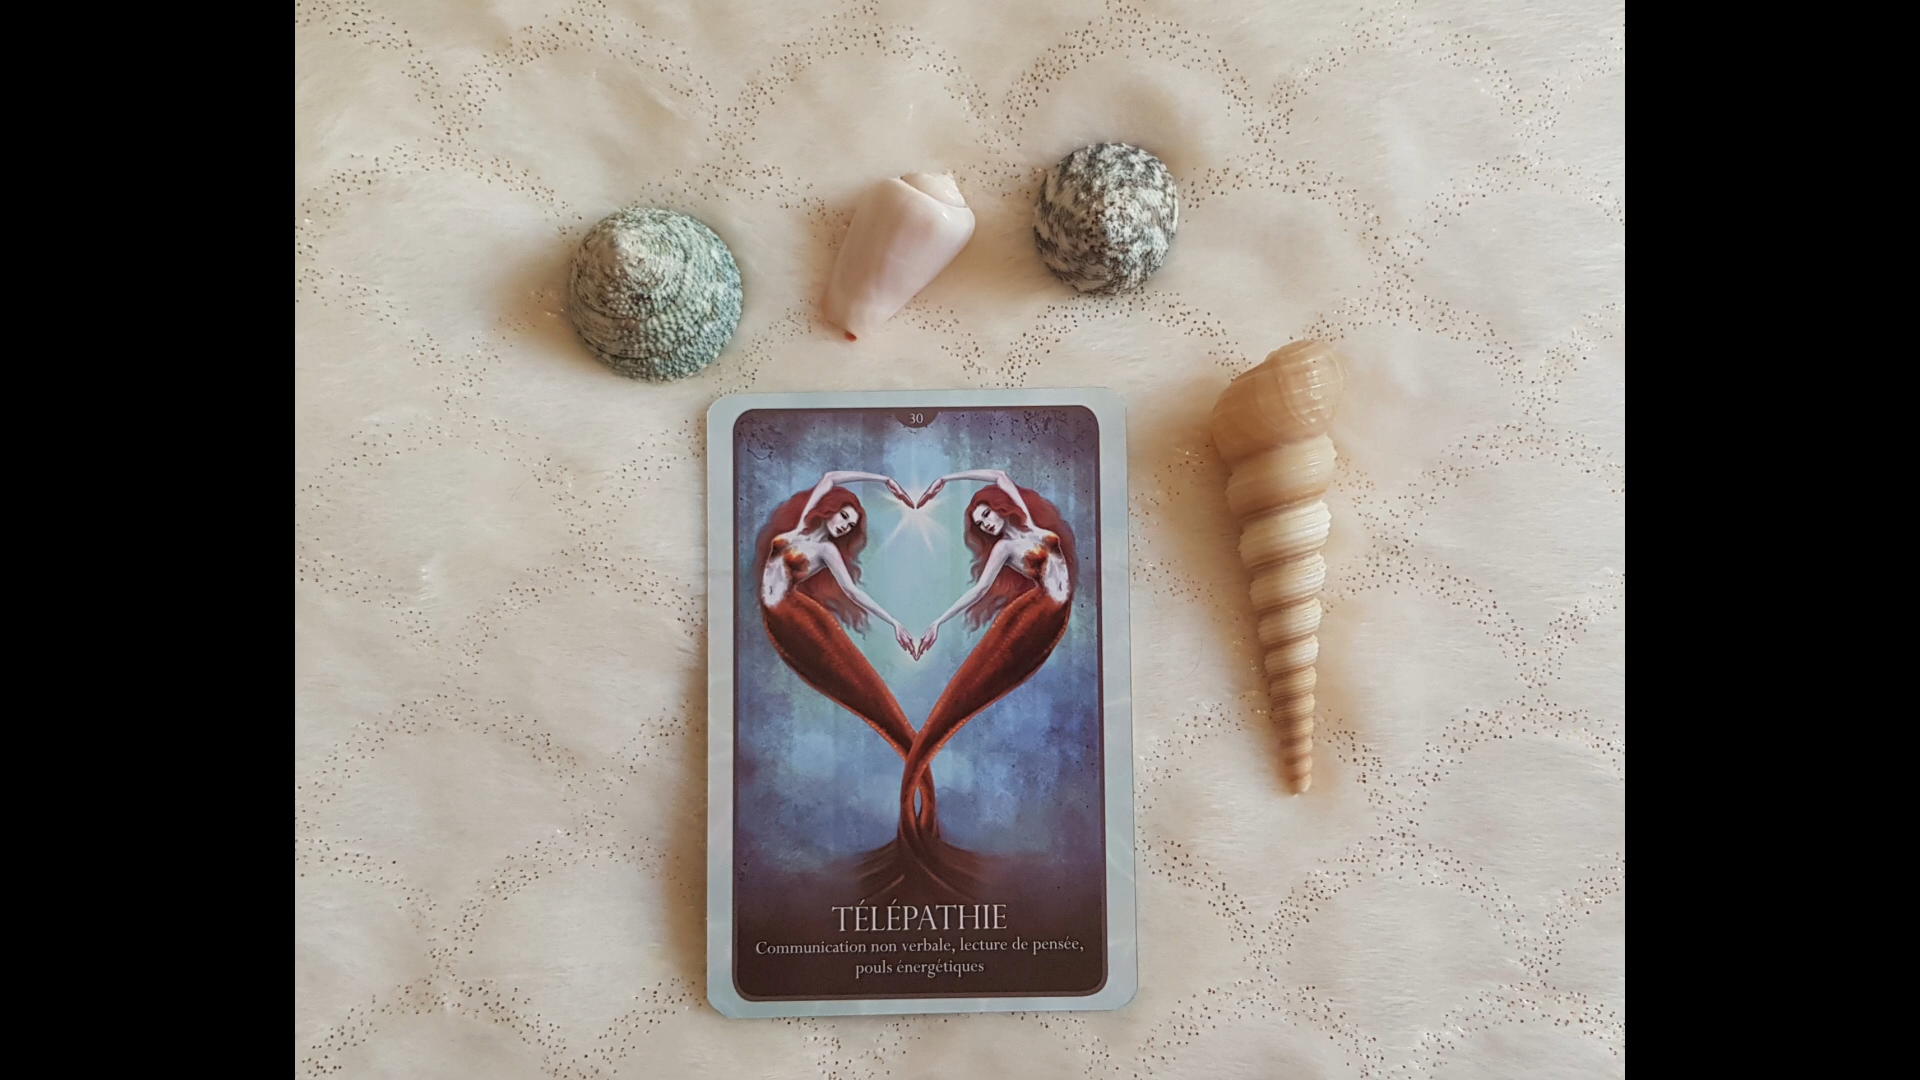 30
TÉLÉPATHIE
Communication non verbale, lecture de pensée,
pouls énergétiques